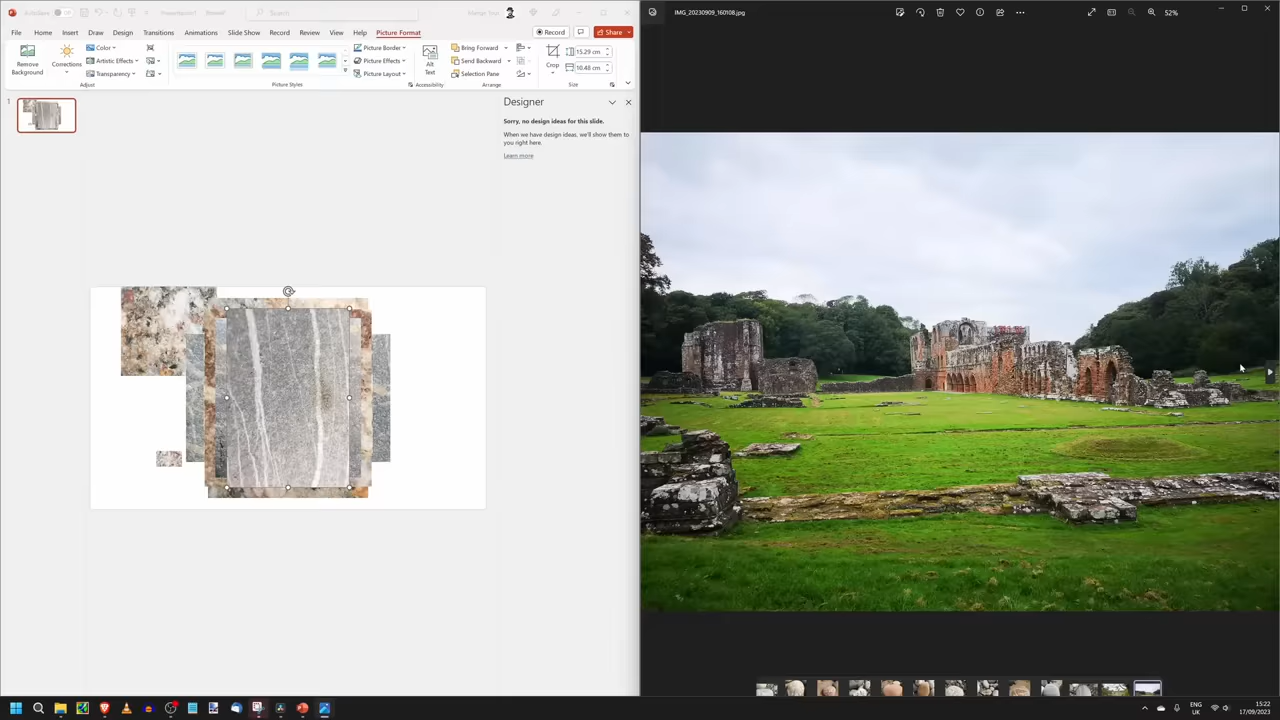 Search
File Home Insert Draw Design Transitions Animations Slide Show Record Review View Help Picture Format
Record Share
Remove
Background
Corrections
Color
Artistic Effects
Transparency
Adjust
Picture Styles
Picture Border
Picture Effects
Picture Layout
Alt
Text
Accessibility
Bring Forward
Send Backward
Selection Pane
Arrange
Crop
15.29 cm
10.48 cm
Size
1
Designer
Sorry, no design ideas for this slide.
When we have design ideas, we'll show them to
you right here.
Learn more
IMG_20230909_160108.jpg
52%
ENG
UK
15:22
17/09/2023